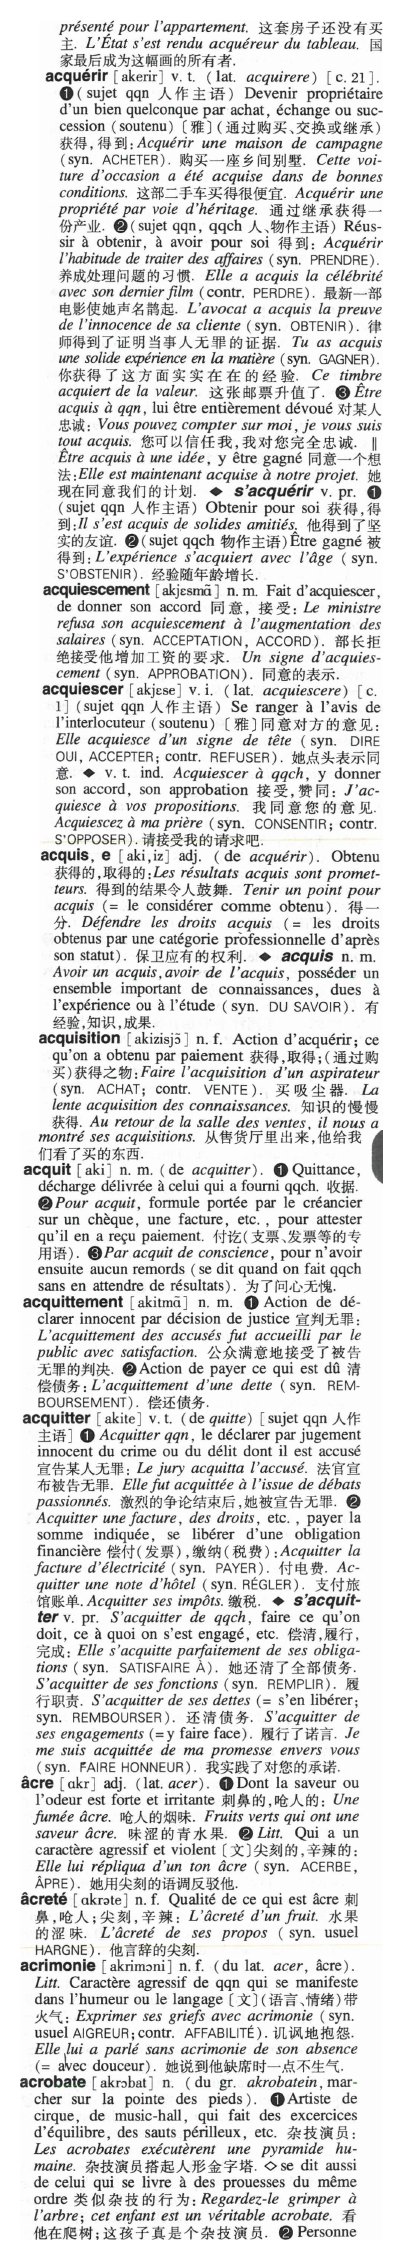 présenté pour l'appartement. 这套房子还没有买
主. L'État s'est rendu acquéreur du tableau. 国
家最后成为这幅画的所有者.
acquérir [akerir] v. t. (lat. acquirere) [c. 21].
❶(sujet qqn 人作主语) Devenir propriétaire
d'un bien quelconque par achat, échange ou suc-
cession (soutenu) [雅] (通过购买、交换或继承)
获得,得到: Acquérir une maison de campagne
(syn. ACHETER). 购买一座乡间别墅. Cette voi-
ture d'occasion a été acquise dans de bonnes
conditions. 这部二手车买得很便宜. Acquérir une
propriété par voie d'héritage. 通过继承获得一
份产业. ❷(sujet qqn, qqch 人、物作主语) Réus-
sir à obtenir, à avoir pour soi 得到: Acquérir
l'habitude de traiter des affaires (syn. PRENDRE).
养成处理问题的习惯. Elle a acquis la célébrité
avec son dernier film (contr. PERDRE). 最新一部
电影使她声名鹊起. L'avocat a acquis la preuve
de l'innocence de sa cliente (syn. OBTENIR). 律
师得到了证明当事人无罪的证据. Tu as acquis
une solide expérience en la matière (syn. GAGNER).
你获得了这方面实实在在的经验. Ce timbre
acquiert de la valeur. 这张邮票升值了. ❸ Être
acquis à qqn, lui être entièrement dévoué 对某人
忠诚: Vous pouvez compter sur moi, je vous suis
tout acquis. 您可以信任我,我对您完全忠诚. ‖
Être acquis à une idée, y être gagné 同意一个想
法:Elle est maintenant acquise à notre projet. 她
现在同意我们的计划. ◆ s'acquérir v. pr. ❶
(sujet qqn 人作主语) Obtenir pour soi 获得,得
到:Il s'est acquis de solides amitiés. 他得到了坚
实的友谊. ❷(sujet qqch 物作主语)Être gagné 被
得到:L'expérience s'acquiert avec l'âge (syn.
S'OBSTENIR). 经验随年龄增长.
acquiescement [akjɛsmɑ̃] n. m. Fait d'acquiescer,
de donner son accord 同意, 接受: Le ministre
refusa son acquiescement à l'augmentation des
salaires (syn. ACCEPTATION, ACCORD). 部长拒
绝接受他增加工资的要求. Un signe d'acquies-
cement (syn. APPROBATION). 同意的表示.
acquiescer [akjɛse] v. i. (lat. acquiescere) [c.
1] (sujet qqn 人作主语) Se ranger à l'avis de
l'interlocuteur (soutenu) [雅]同意对方的意见:
Elle acquiesce d'un signe de tête (syn. DIRE
OUI, ACCEPTER; contr. REFUSER). 她点头表示同
意. ◆ v. t. ind. Acquiescer à qqch, y donner
son accord, son approbation 接受,赞同: J'ac-
quiesce à vos propositions. 我同意您的意见.
Acquiescez à ma prière (syn. CONSENTIR; contr.
S'OPPOSER). 请接受我的请求吧.
acquis, e [aki,iz] adj. (de acquérir). Obtenu
获得的,取得的:Les résultats acquis sont promet-
teurs. 得到的结果令人鼓舞. Tenir un point pour
acquis (= le considérer comme obtenu). 得一
分. Défendre les droits acquis (= les droits
obtenus par une catégorie professionnelle d'après
son statut). 保卫应有的权利. ◆ acquis n. m.
Avoir un acquis, avoir de l'acquis, posséder un
ensemble important de connaissances, dues à
l'expérience ou à l'étude (syn. DU SAVOIR). 有
经验,知识,成果.
acquisition [akizisjɔ̃] n. f. Action d'acquérir; ce
qu'on a obtenu par paiement 获得,取得;(通过购
买)获得之物:Faire l'acquisition d'un aspirateur
(syn. ACHAT; contr. VENTE). 买吸尘器. La
lente acquisition des connaissances. 知识的慢慢
获得. Au retour de la salle des ventes, il nous a
montré ses acquisitions. 从售货厅里出来,他给我
们看了买的东西.
acquit [aki] n. m. (de acquitter). ❶Quittance,
décharge délivrée à celui qui a fourni qqch. 收据.
❷Pour acquit, formule portée par le créancier
sur un chèque, une facture, etc., pour attester
qu'il en a reçu paiement. 付讫(支票、发票等的专
用语). ❸Par acquit de conscience, pour n'avoir
ensuite aucun remords (se dit quand on fait qqch
sans en attendre de résultats). 为了问心无愧.
acquittement [akitmɑ̃] n. m. ❶ Action de dé-
clarer innocent par décision de justice 宣判无罪:
L'acquittement des accusés fut accueilli par le
public avec satisfaction. 公众满意地接受了被告
无罪的判决. ❷Action de payer ce qui est dû 清
偿债务: L'acquittement d'une dette (syn. REM-
BOURSEMENT). 偿还债务.
acquitter [akite] v. t. (de quitte) [sujet qqn 人作
主语] ❶ Acquitter qqn, le déclarer par jugement
innocent du crime ou du délit dont il est accusé
宣告某人无罪: Le jury acquitta l'accusé. 法官宣
布被告无罪. Elle fut acquittée à l'issue de débats
passionnés. 激烈的争论结束后,她被宣告无罪. ❷
Acquitter une facture, des droits, etc., payer la
somme indiquée, se libérer d'une obligation
financière 偿付(发票),缴纳(税费):Acquitter la
facture d'électricité (syn. PAYER). 付电费. Ac-
quitter une note d'hôtel (syn. RÉGLER). 支付旅
馆账单. Acquitter ses impôts. 缴税. ◆ s'acquit-
ter v. pr. S'acquitter de qqch, faire ce qu'on
doit, ce à quoi on s'est engagé, etc. 偿清,履行,
完成: Elle s'acquitte parfaitement de ses obliga-
tions (syn. SATISFAIRE À). 她还清了全部债务.
S'acquitter de ses fonctions (syn. REMPLIR). 履
行职责. S'acquitter de ses dettes (= s'en libérer;
syn. REMBOURSER). 还清债务. S'acquitter de
ses engagements (=y faire face). 履行了诺言. Je
me suis acquittée de ma promesse envers vous
(syn. FAIRE HONNEUR). 我实践了对您的承诺.
âcre [ɑkr] adj. (lat. acer). ❶Dont la saveur ou
l'odeur est forte et irritante 刺鼻的,呛人的: Une
fumée âcre. 呛人的烟味. Fruits verts qui ont une
saveur âcre. 味涩的青水果. ❷ Litt. Qui a un
caractère agressif et violent [文]尖刻的,辛辣的:
Elle lui répliqua d'un ton âcre (syn. ACERBE,
ÂPRE). 她用尖刻的语调反驳他.
âcreté [ɑkrəte] n. f. Qualité de ce qui est âcre 刺
鼻,呛人;尖刻,辛辣: L'âcreté d'un fruit. 水果
的涩味. L'âcreté de ses propos (syn. usuel
HARGNE). 他言辞的尖刻.
acrimonie [akrimɔni] n. f. (du lat. acer, âcre).
Litt. Caractère agressif de qqn qui se manifeste
dans l'humeur ou le langage [文](语言、情绪)带
火气: Exprimer ses griefs avec acrimonie (syn.
usuel AIGREUR; contr. AFFABILITÉ). 讥讽地抱怨.
Elle lui a parlé sans acrimonie de son absence
(= avec douceur). 她说到他缺席时一点不生气.
acrobate [akrɔbat] n. (du gr. akrobatein, mar-
cher sur la pointe des pieds). ❶Artiste de
cirque, de music-hall, qui fait des excercices
d'équilibre, des sauts périlleux, etc. 杂技演员:
Les acrobates exécutèrent une pyramide hu-
maine. 杂技演员搭起人形金字塔. ◇se dit aussi
de celui qui se livre à des prouesses du même
ordre 类似杂技的行为: Regardez-le grimper à
l'arbre; cet enfant est un véritable acrobate. 看
他在爬树;这孩子真是个杂技演员. ❷ Personne